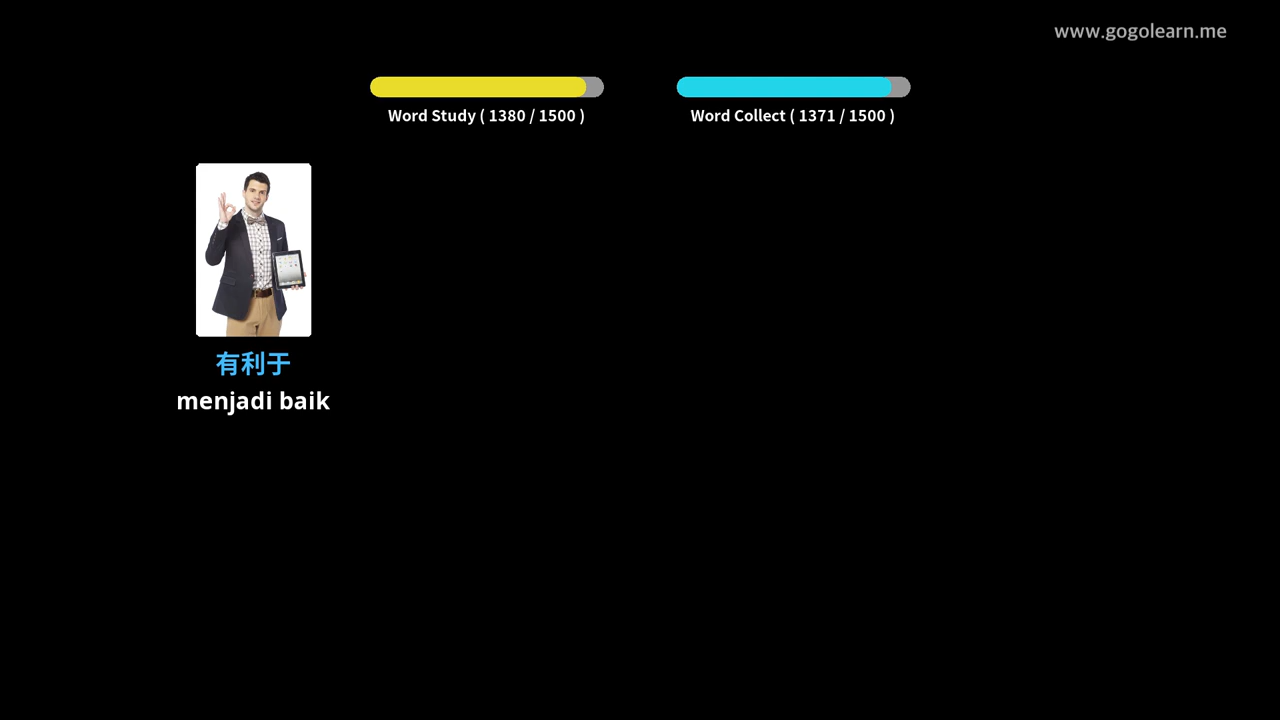 www.gogolearn.me
Word Study ( 1380 / 1500 )
Word Collect ( 1371 / 1500 )
有利于
menjadi baik